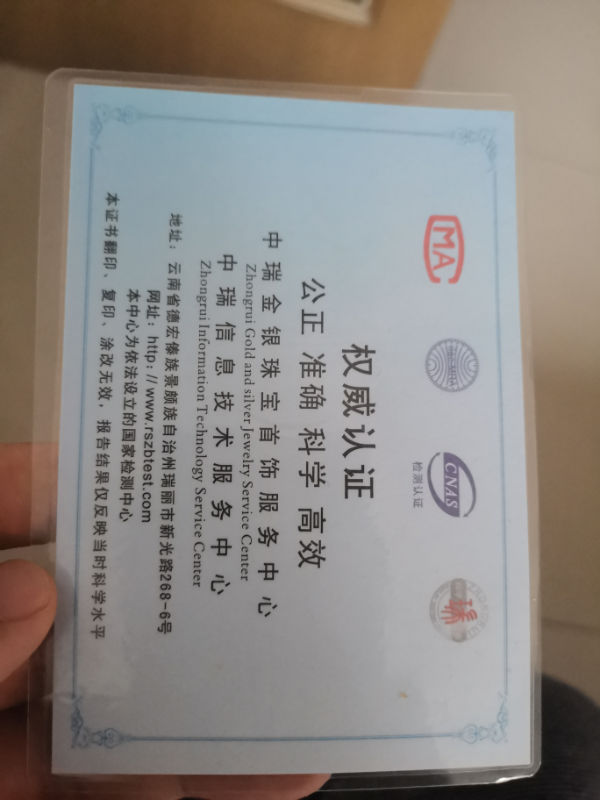 MA
CNAS
检测认证
瑞
权威认证
公正 准确 科学 高效
中瑞金银珠宝首饰服务中心
Zhongrui Gold and silver Jewelry Service Center
中瑞信息技术服务中心
Zhongrui Information Technology Service Center
地址：云南省德宏傣族景颇族自治州瑞丽市新光路268-6号
网址：http://www.rszbtest.com
本中心为依法设立的国家检测中心
本证书翻印、复印、涂改无效，报告结果仅反映当时科学水平